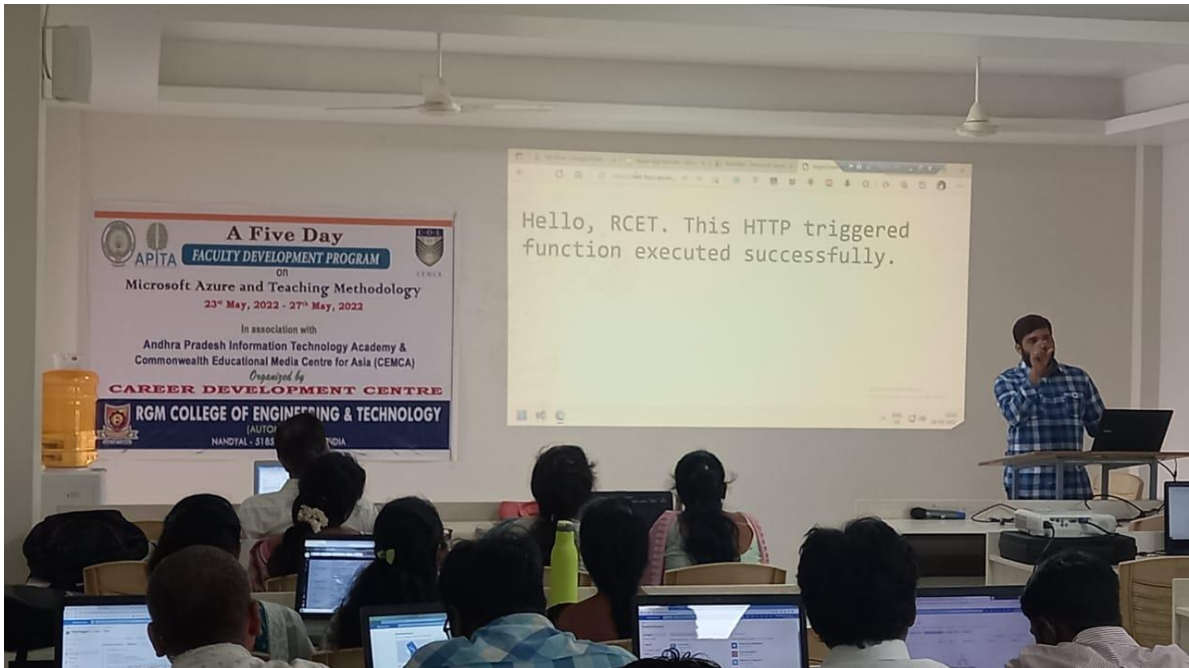 A Five Day
APITA
FACULTY DEVELOPMENT PROGRAM
CEMCA
on
Microsoft Azure and Teaching Methodology
23rd May, 2022 - 27th May, 2022
In association with
Andhra Pradesh Information Technology Academy &
Commonwealth Educational Media Centre for Asia (CEMCA)
Organized by
CAREER DEVELOPMENT CENTRE
RGM COLLEGE OF ENGINEERING & TECHNOLOGY
NANDYAL -
Hello, RCET. This HTTP triggered
function executed successfully.